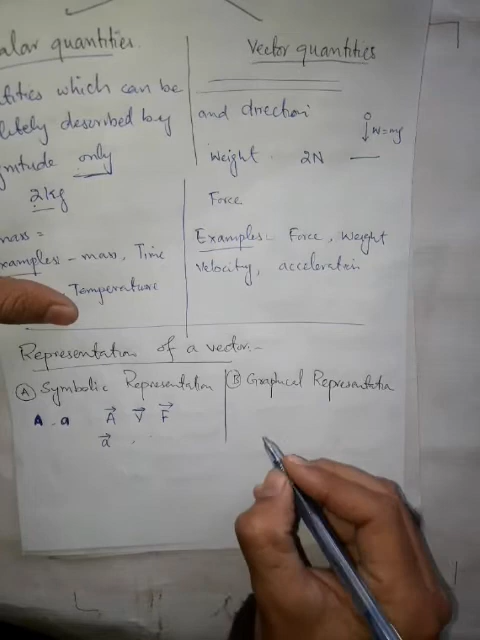 alar quantities.
tities which can be
litely described by
gnitude only
2kg
mass =
xamples - mass, Time
Temperature
Vector quantities
and direction
O
W=mg
Weight 2N —
Force
Examples:- Force, Weight
velocity, acceleration
Representation of a vector:-
A Symbolic Representation
A . a A⃗ V⃗ F⃗
a⃗ ,
B Graphical Representation